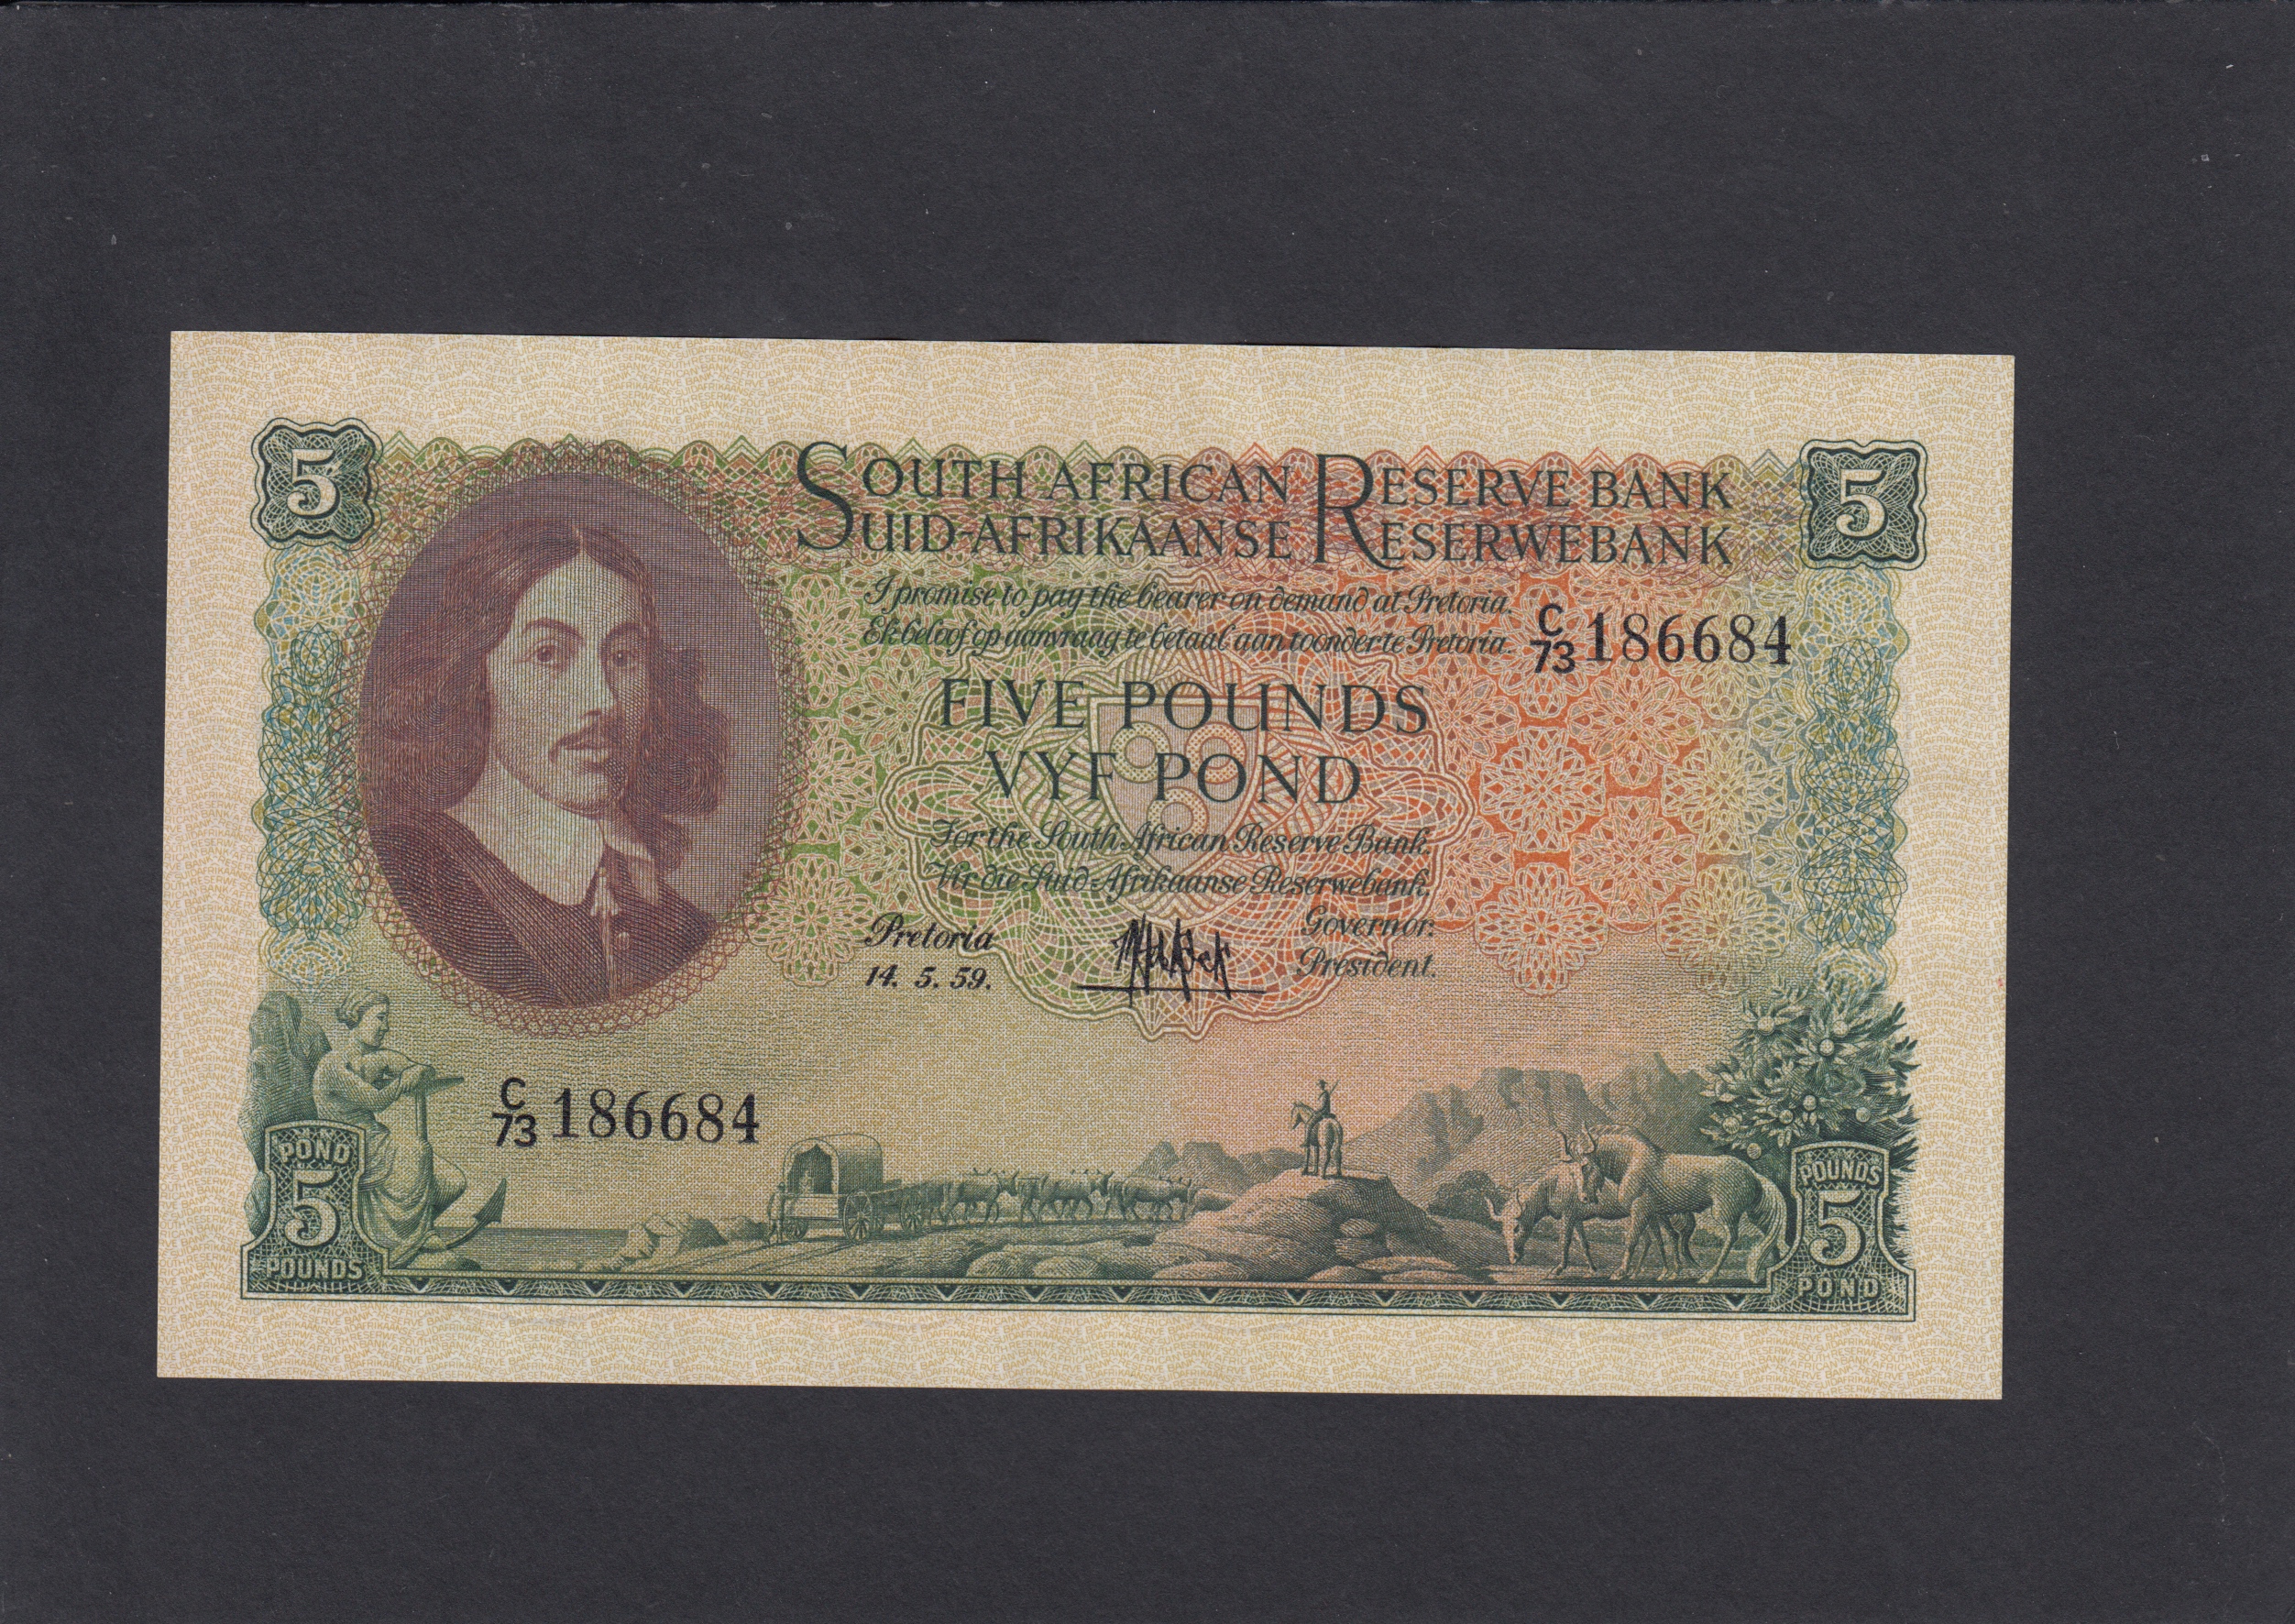 5
SOUTH AFRICAN RESERVE BANK
5
SUID-AFRIKAANSE RESERWEBANK
I promise to pay the bearer on demand at Pretoria.
Ek beloof op aanvraag te betaal aan toonder te Pretoria.
C/73 186684
FIVE POUNDS
VYF POND
For the South African Reserve Bank,
Vir die Suid-Afrikaanse Reserwebank,
Pretoria
14. 5. 59.
Governor.
President.
C/73 186684
POND
5
POUNDS
POUNDS
5
POND